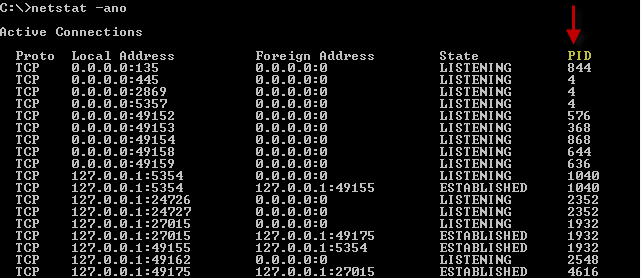 C:\>netstat -ano
Active Connections
Proto Local Address Foreign Address State PID
TCP 0.0.0.0:135 0.0.0.0:0 LISTENING 844
TCP 0.0.0.0:445 0.0.0.0:0 LISTENING 4
TCP 0.0.0.0:2869 0.0.0.0:0 LISTENING 4
TCP 0.0.0.0:5357 0.0.0.0:0 LISTENING 4
TCP 0.0.0.0:49152 0.0.0.0:0 LISTENING 576
TCP 0.0.0.0:49153 0.0.0.0:0 LISTENING 368
TCP 0.0.0.0:49154 0.0.0.0:0 LISTENING 868
TCP 0.0.0.0:49158 0.0.0.0:0 LISTENING 644
TCP 0.0.0.0:49159 0.0.0.0:0 LISTENING 636
TCP 127.0.0.1:5354 0.0.0.0:0 LISTENING 1040
TCP 127.0.0.1:5354 127.0.0.1:49155 ESTABLISHED 1040
TCP 127.0.0.1:24726 0.0.0.0:0 LISTENING 2352
TCP 127.0.0.1:24727 0.0.0.0:0 LISTENING 2352
TCP 127.0.0.1:27015 0.0.0.0:0 LISTENING 1932
TCP 127.0.0.1:27015 127.0.0.1:49175 ESTABLISHED 1932
TCP 127.0.0.1:49155 127.0.0.1:5354 ESTABLISHED 1932
TCP 127.0.0.1:49162 0.0.0.0:0 LISTENING 2548
TCP 127.0.0.1:49175 127.0.0.1:27015 ESTABLISHED 4616